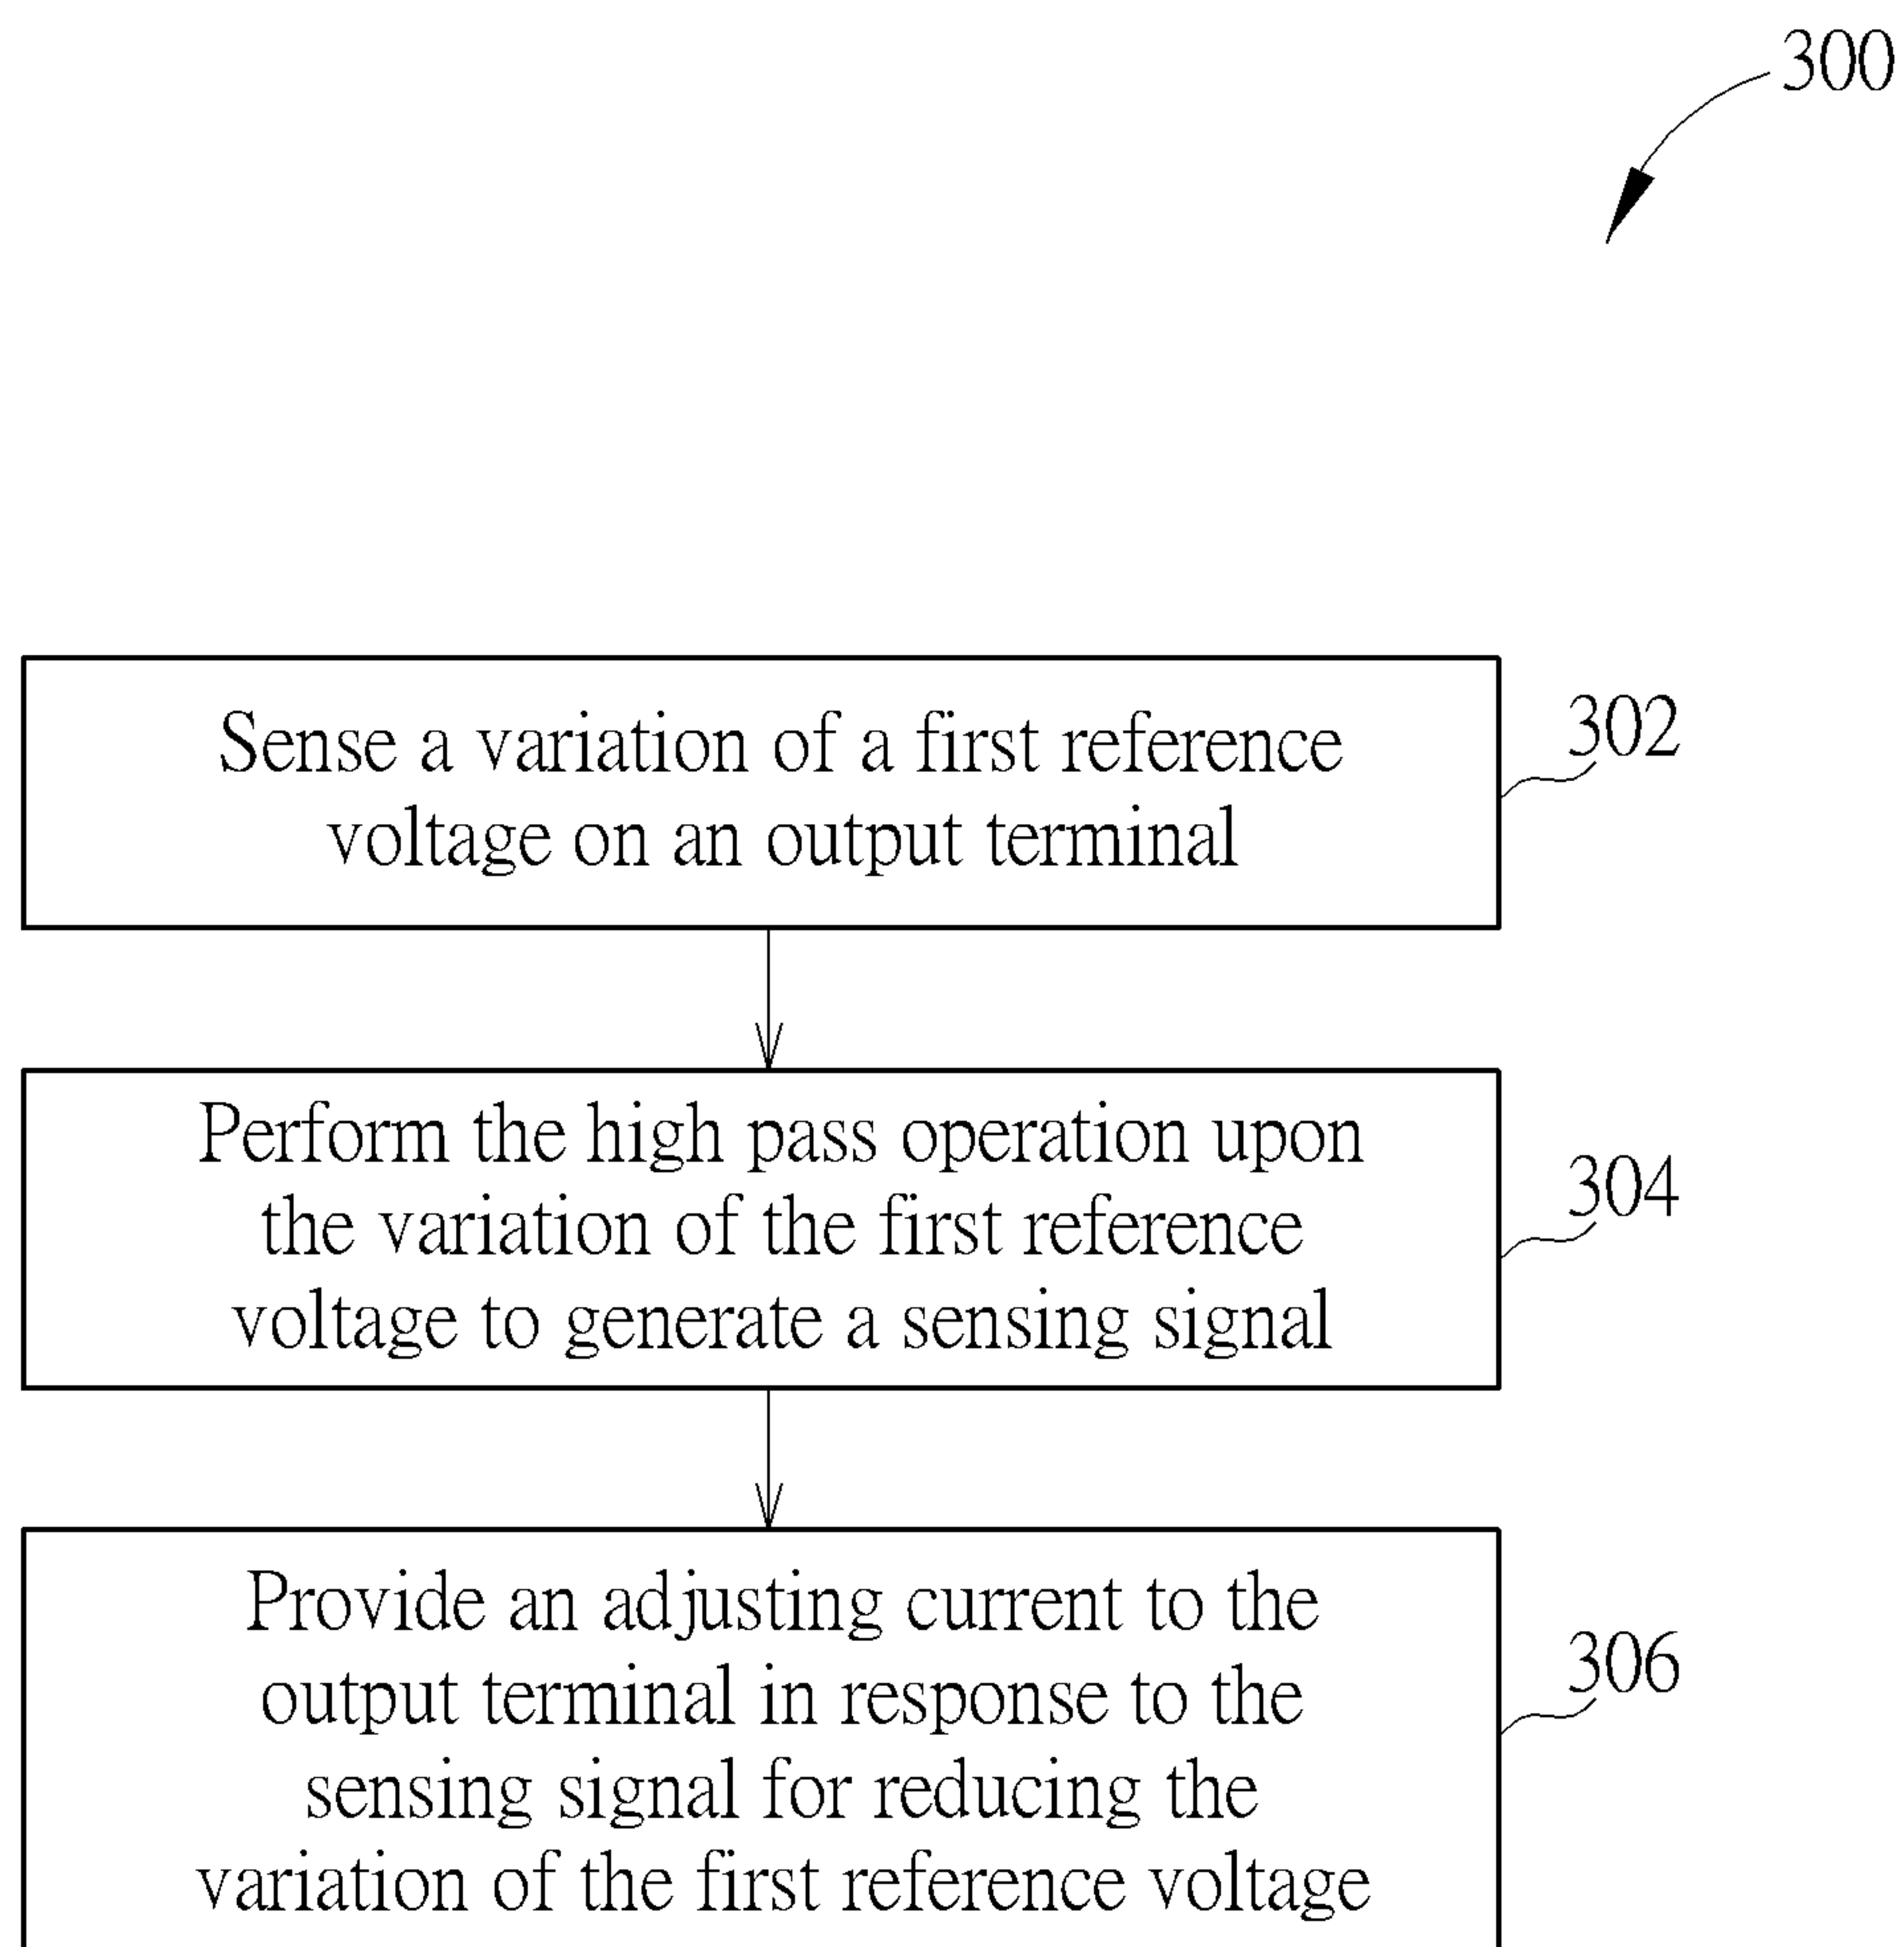 300
Sense a variation of a first reference
voltage on an output terminal
302
Perform the high pass operation upon
the variation of the first reference
voltage to generate a sensing signal
304
Provide an adjusting current to the
output terminal in response to the
sensing signal for reducing the
variation of the first reference voltage
306